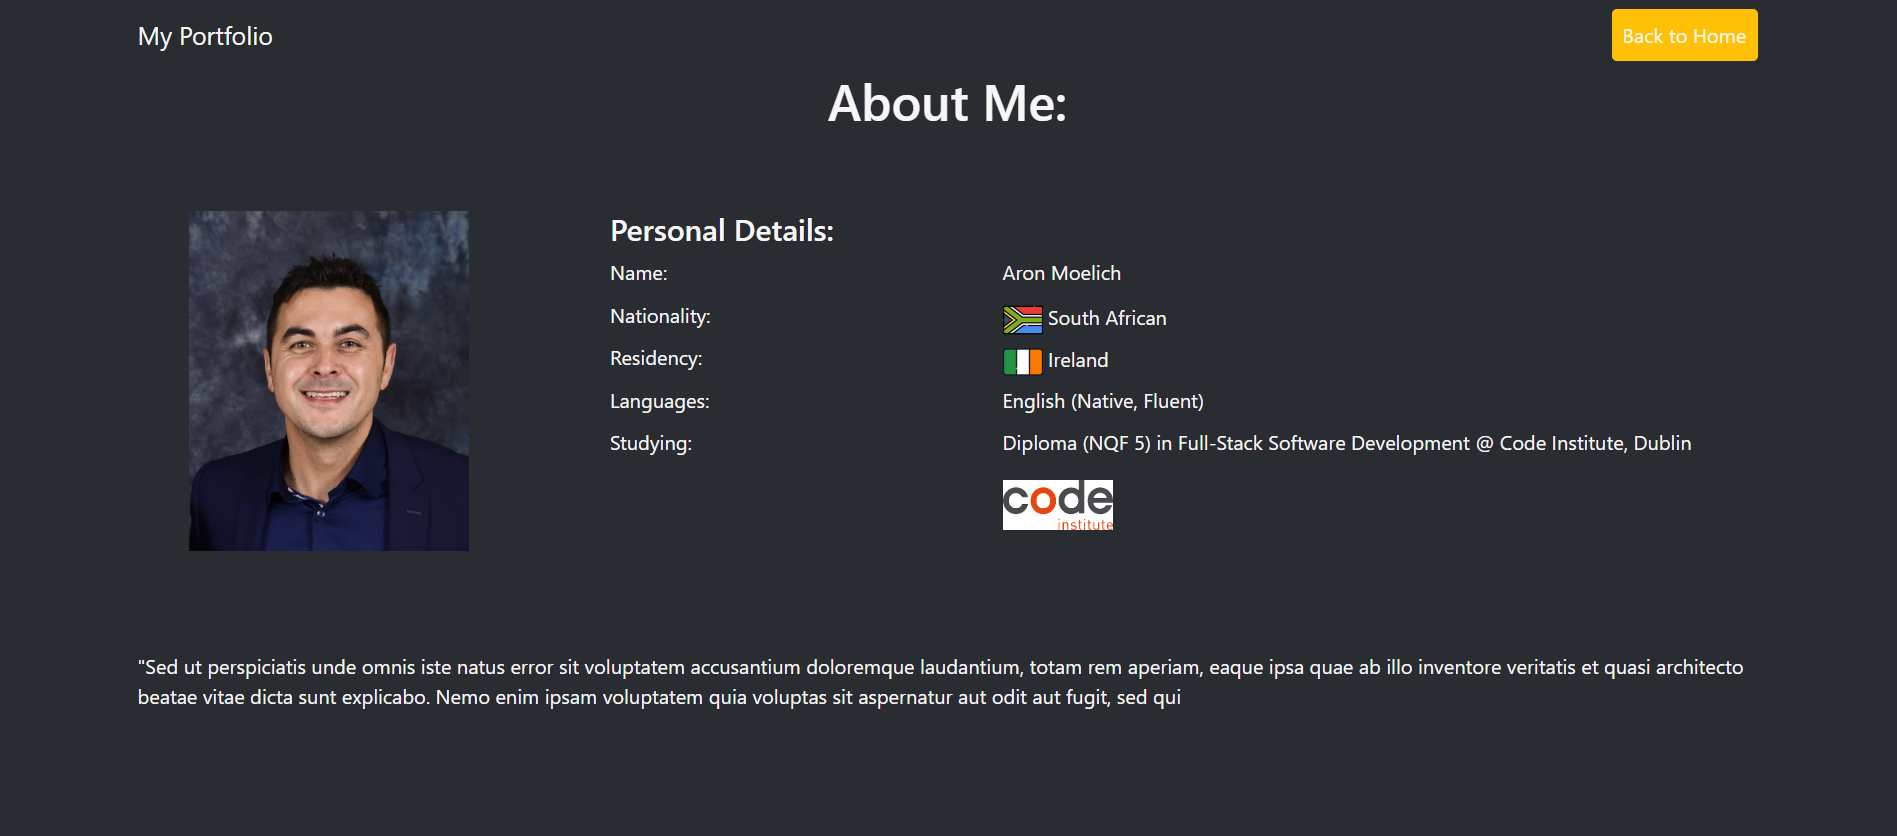 My Portfolio
Back to Home
About Me:
Personal Details:
Name: Aron Moelich
Nationality: South African
Residency: Ireland
Languages: English (Native, Fluent)
Studying: Diploma (NQF 5) in Full-Stack Software Development @ Code Institute, Dublin
code
institute
"Sed ut perspiciatis unde omnis iste natus error sit voluptatem accusantium doloremque laudantium, totam rem aperiam, eaque ipsa quae ab illo inventore veritatis et quasi architecto
beatae vitae dicta sunt explicabo. Nemo enim ipsam voluptatem quia voluptas sit aspernatur aut odit aut fugit, sed qui